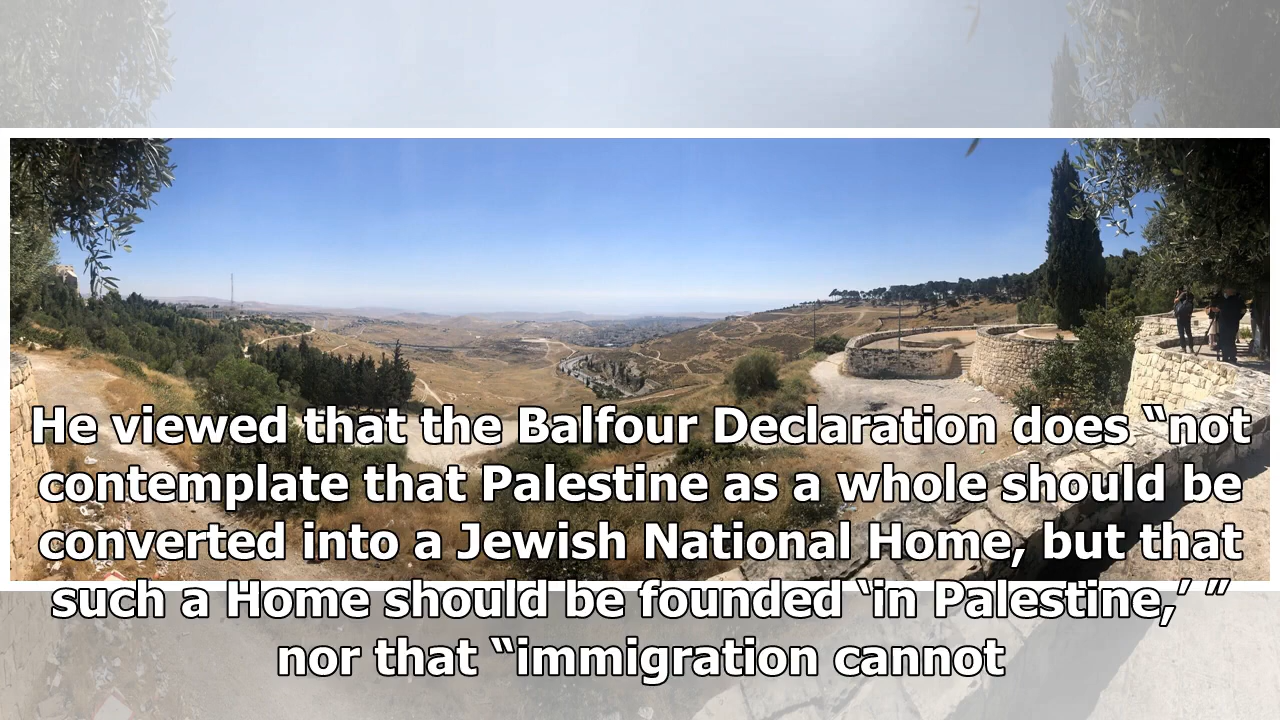 He viewed that the Balfour Declaration does “not
contemplate that Palestine as a whole should be
converted into a Jewish National Home, but that
such a Home should be founded ‘in Palestine,’ ”
nor that “immigration cannot